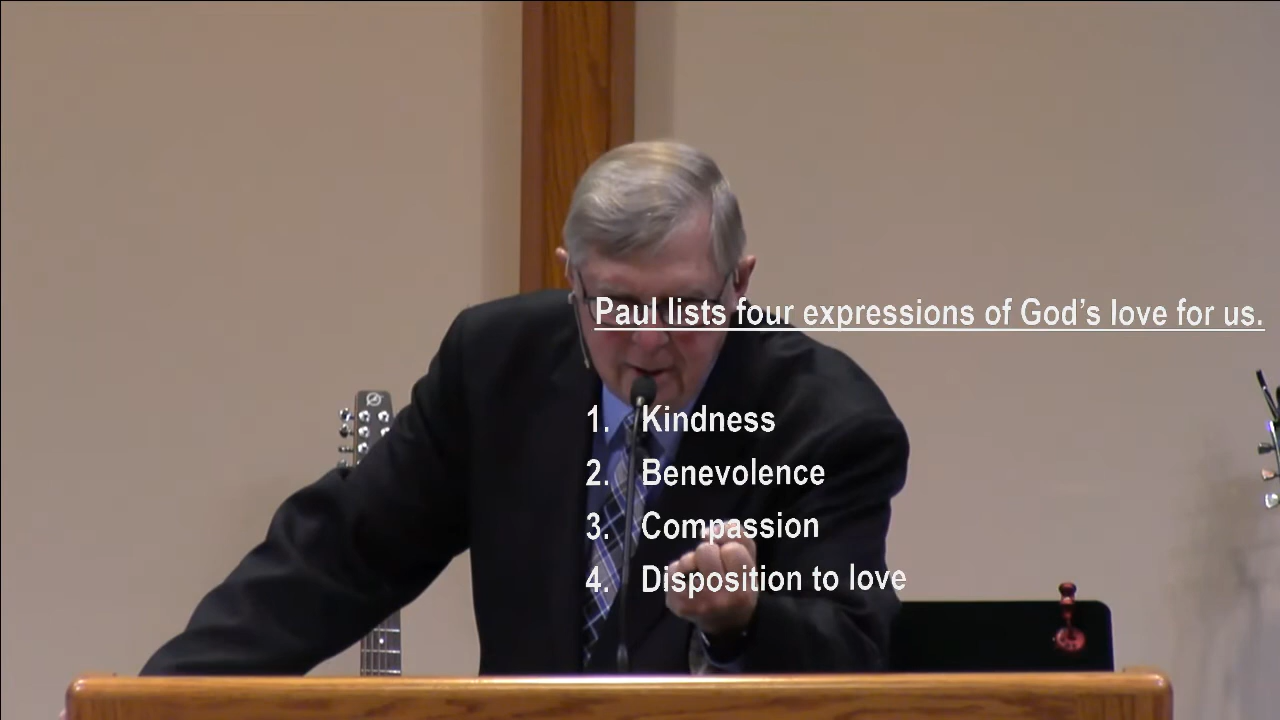 Paul lists four expressions of God's love for us.
1. Kindness
2. Benevolence
3. Compassion
4. Disposition to love